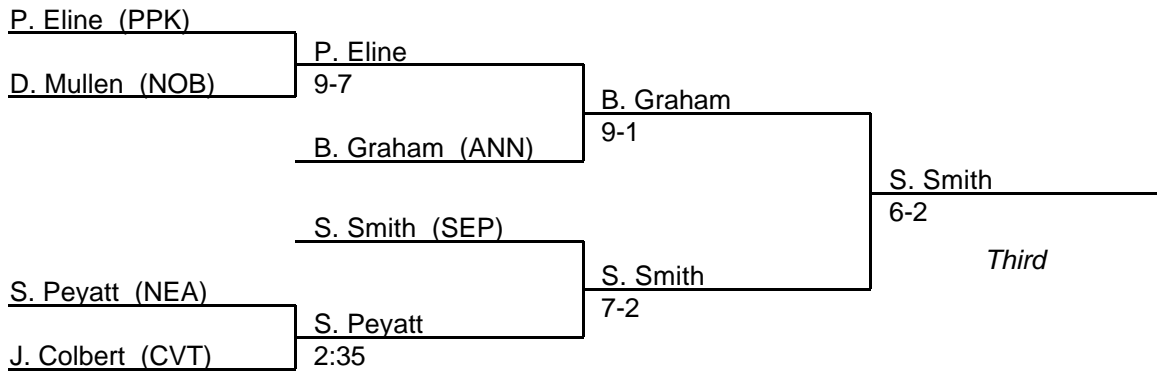 P. Eline (PPK)
P. Eline
D. Mullen (NOB)
9-7
B. Graham
9-1
B. Graham (ANN)
S. Smith
6-2
S. Smith (SEP)
Third
S. Smith
S. Peyatt (NEA)
7-2
S. Peyatt
J. Colbert (CVT)
2:35